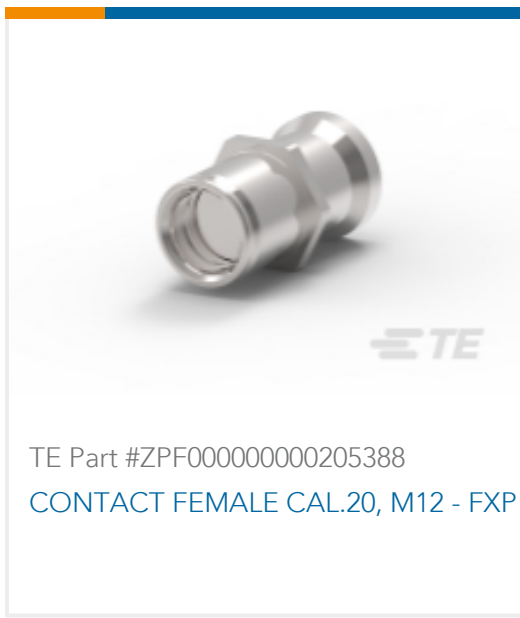 TE
TE Part #ZPF000000000205388
CONTACT FEMALE CAL.20, M12 - FXP